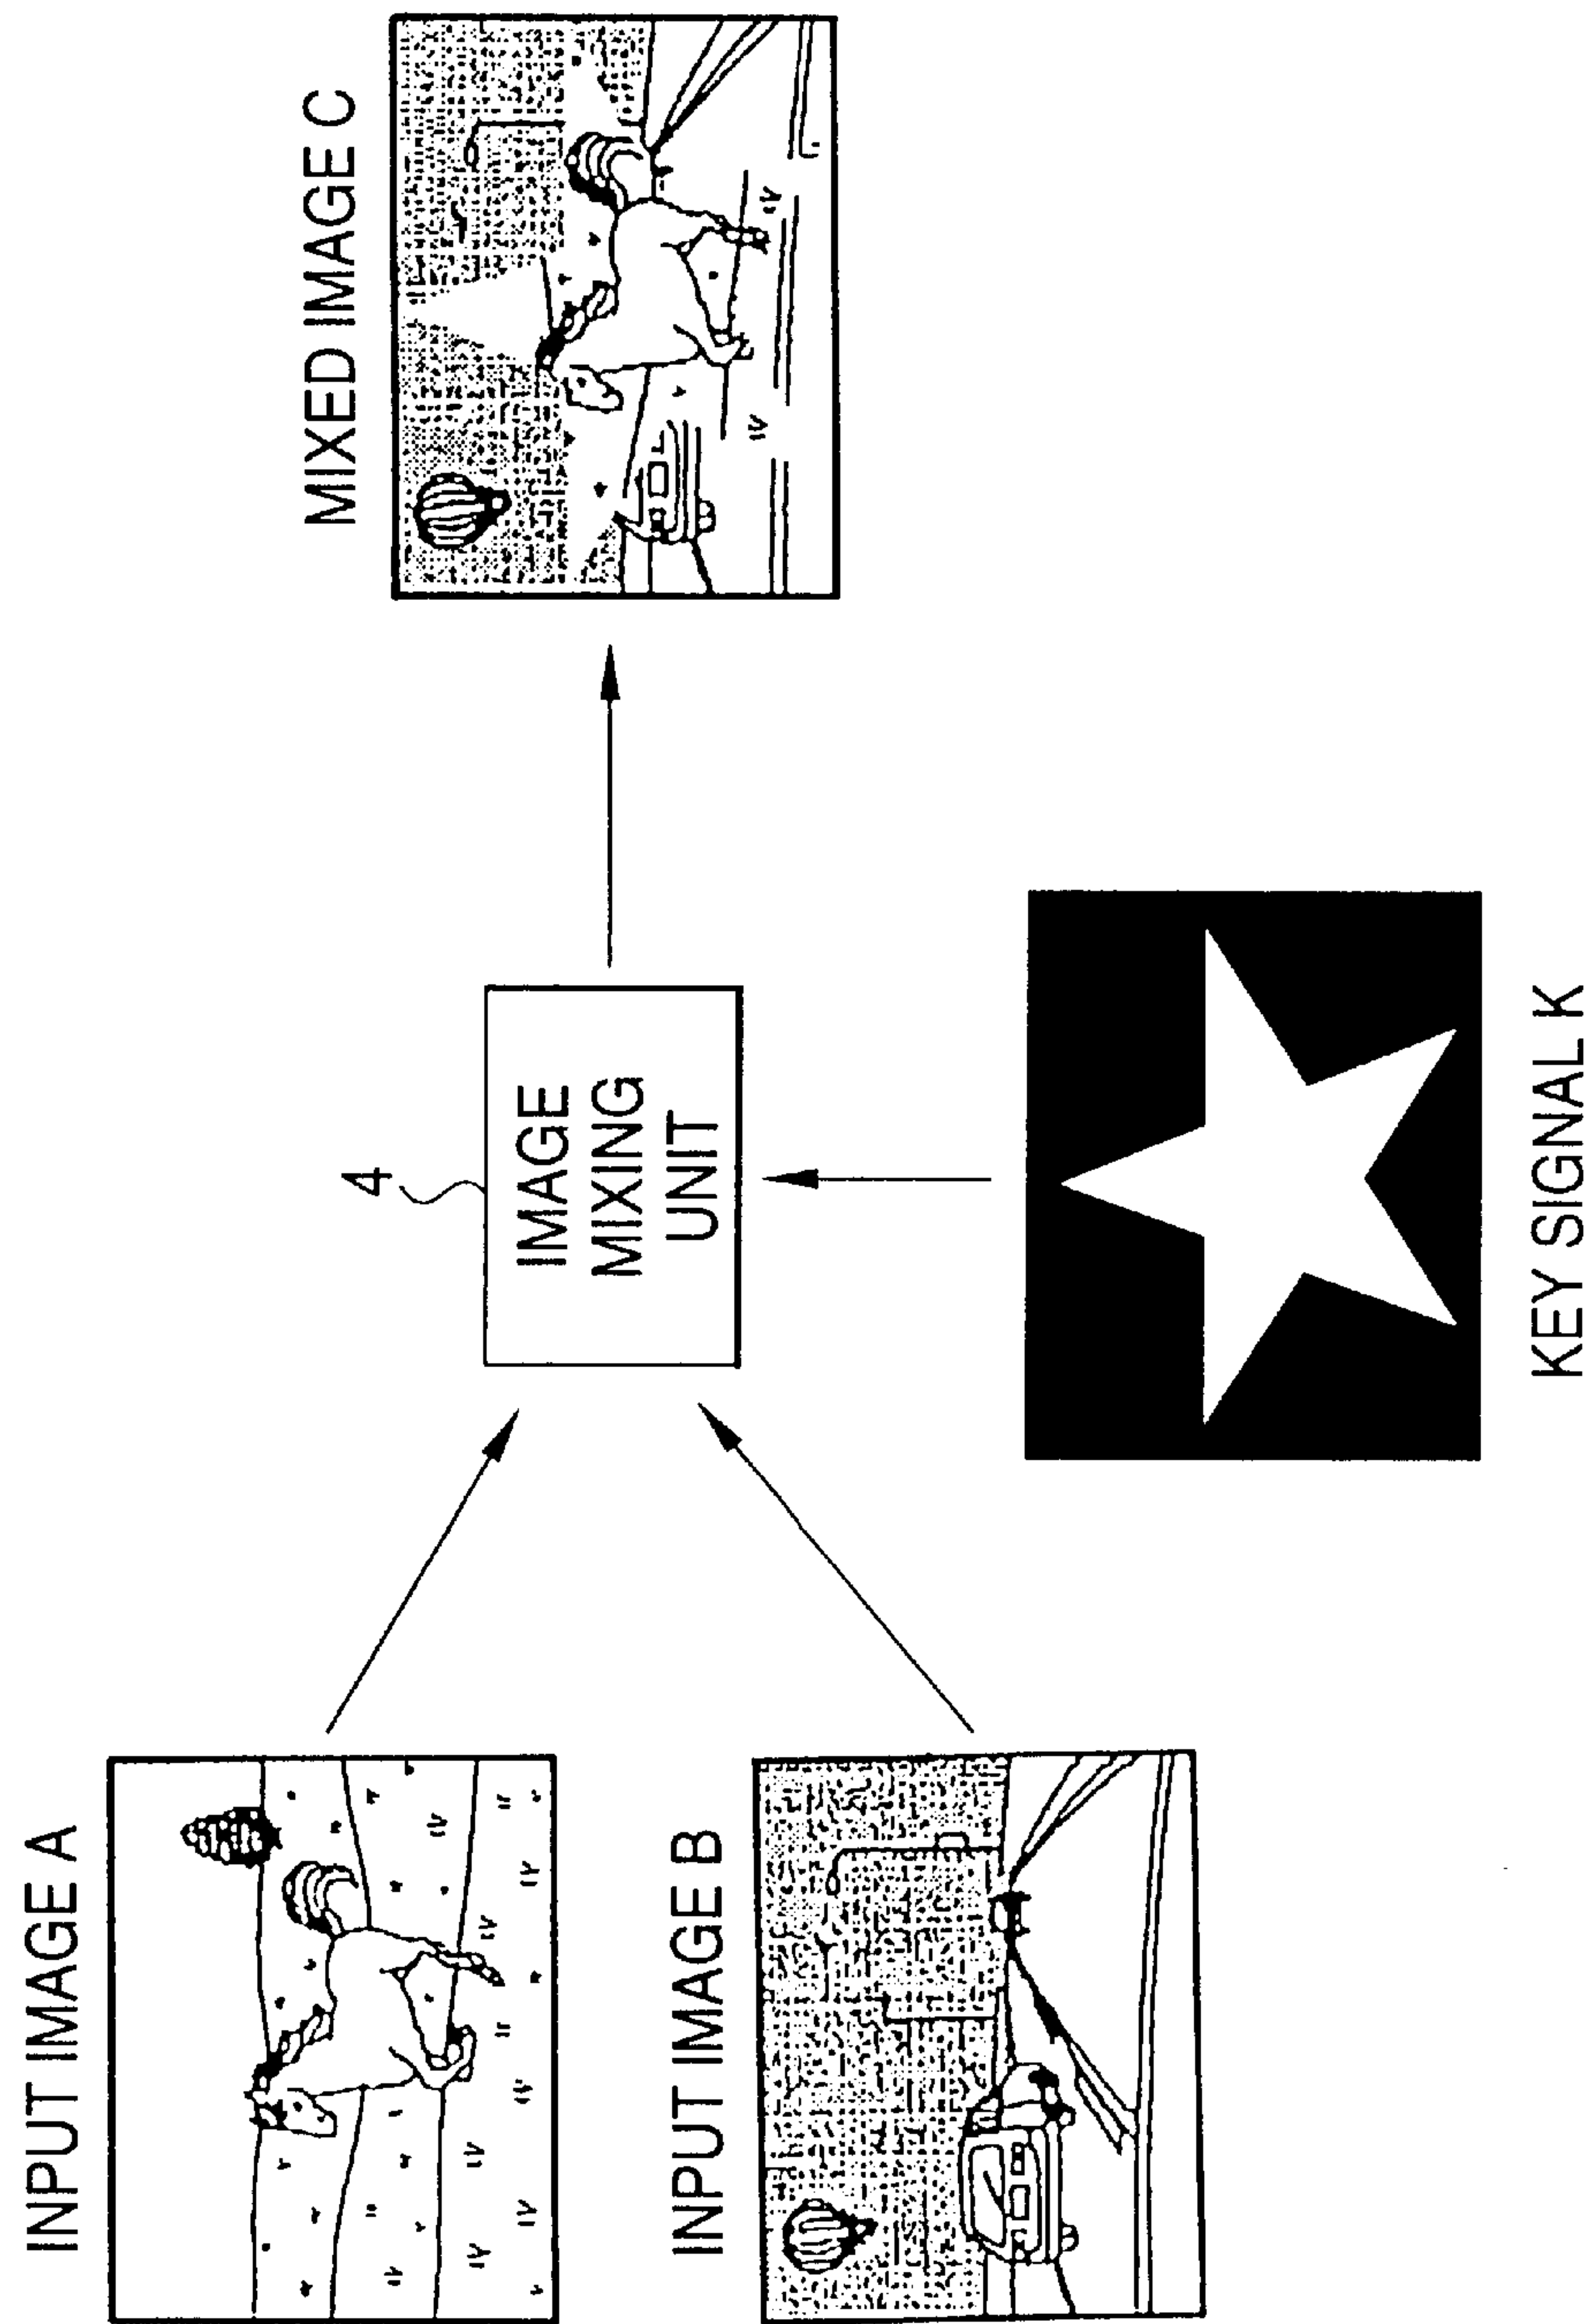 INPUT IMAGE A
INPUT IMAGE B
4
IMAGE
MIXING
UNIT
KEY SIGNAL K
MIXED IMAGE C